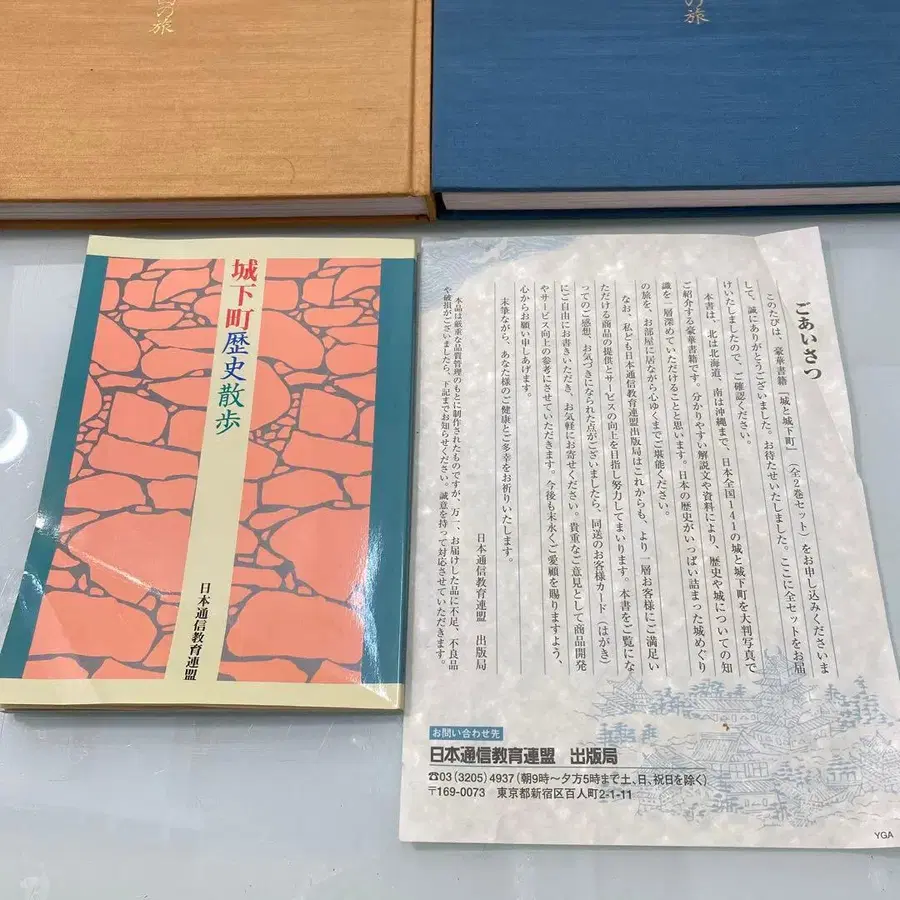 の旅
の旅
城下町歴史散歩
日本通信教育連盟
ごあいさつ
このたびは、豪華書籍『城と城下町』(全2巻セット)をお申し込みくださいま
して、誠にありがとうございました。お待たせいたしました。ここに全セットをお届
けいたしましたので、ご確認ください。
本書は、北は北海道、南は沖縄まで、日本全国141の城と城下町を大判写真で
ご紹介する豪華書籍です。分かりやすい解説文や資料により、歴史や城についての知
識を一層深めていただけることと思います。日本の歴史がいっぱい詰まった城めぐり
の旅を、お部屋に居ながら心ゆくまでご堪能ください。
なお、私ども日本通信教育連盟出版局はこれからも、より一層お客様にご満足い
ただける商品の提供とサービスの向上を目指し努力してまいります。本書をご覧にな
ってのご感想、お気づきになられた点がございましたら、同送のお客様カード(はがき)
にご自由にお書きいただき、お気軽にお寄せください。貴重なご意見として商品開発
やサービス向上の参考にさせていただきます。今後も末永くご愛顧を賜りますよう、
心からお願い申しあげます。
末筆ながら、あなた様のご健康とご多幸をお祈りいたします。
日本通信教育連盟 出版局
本品は厳重な品質管理のもとに制作されたものですが、万一、お届けした品に不足、不良品
や破損がございましたら、下記までお知らせください。誠意を持って対応させていただきます。
お問い合わせ先
日本通信教育連盟 出版局
☎03(3205)4937(朝9時〜夕方5時まで土、日、祝日を除く)
〒169-0073 東京都新宿区百人町2-1-11
YGA